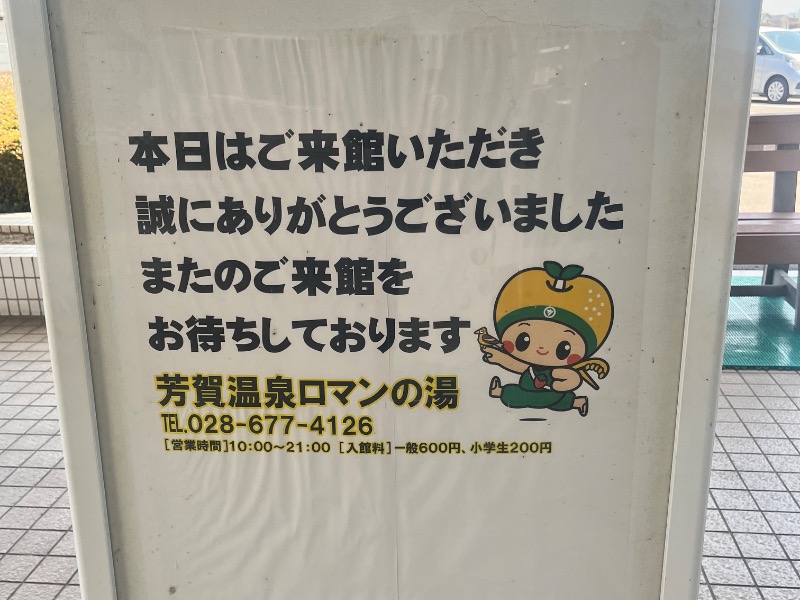 本日はご来館いただき
誠にありがとうございました
またのご来館を
お待ちしております
芳賀温泉ロマンの湯
TEL.028-677-4126
[営業時間]10:00〜21:00 [入館料]一般600円、小学生200円